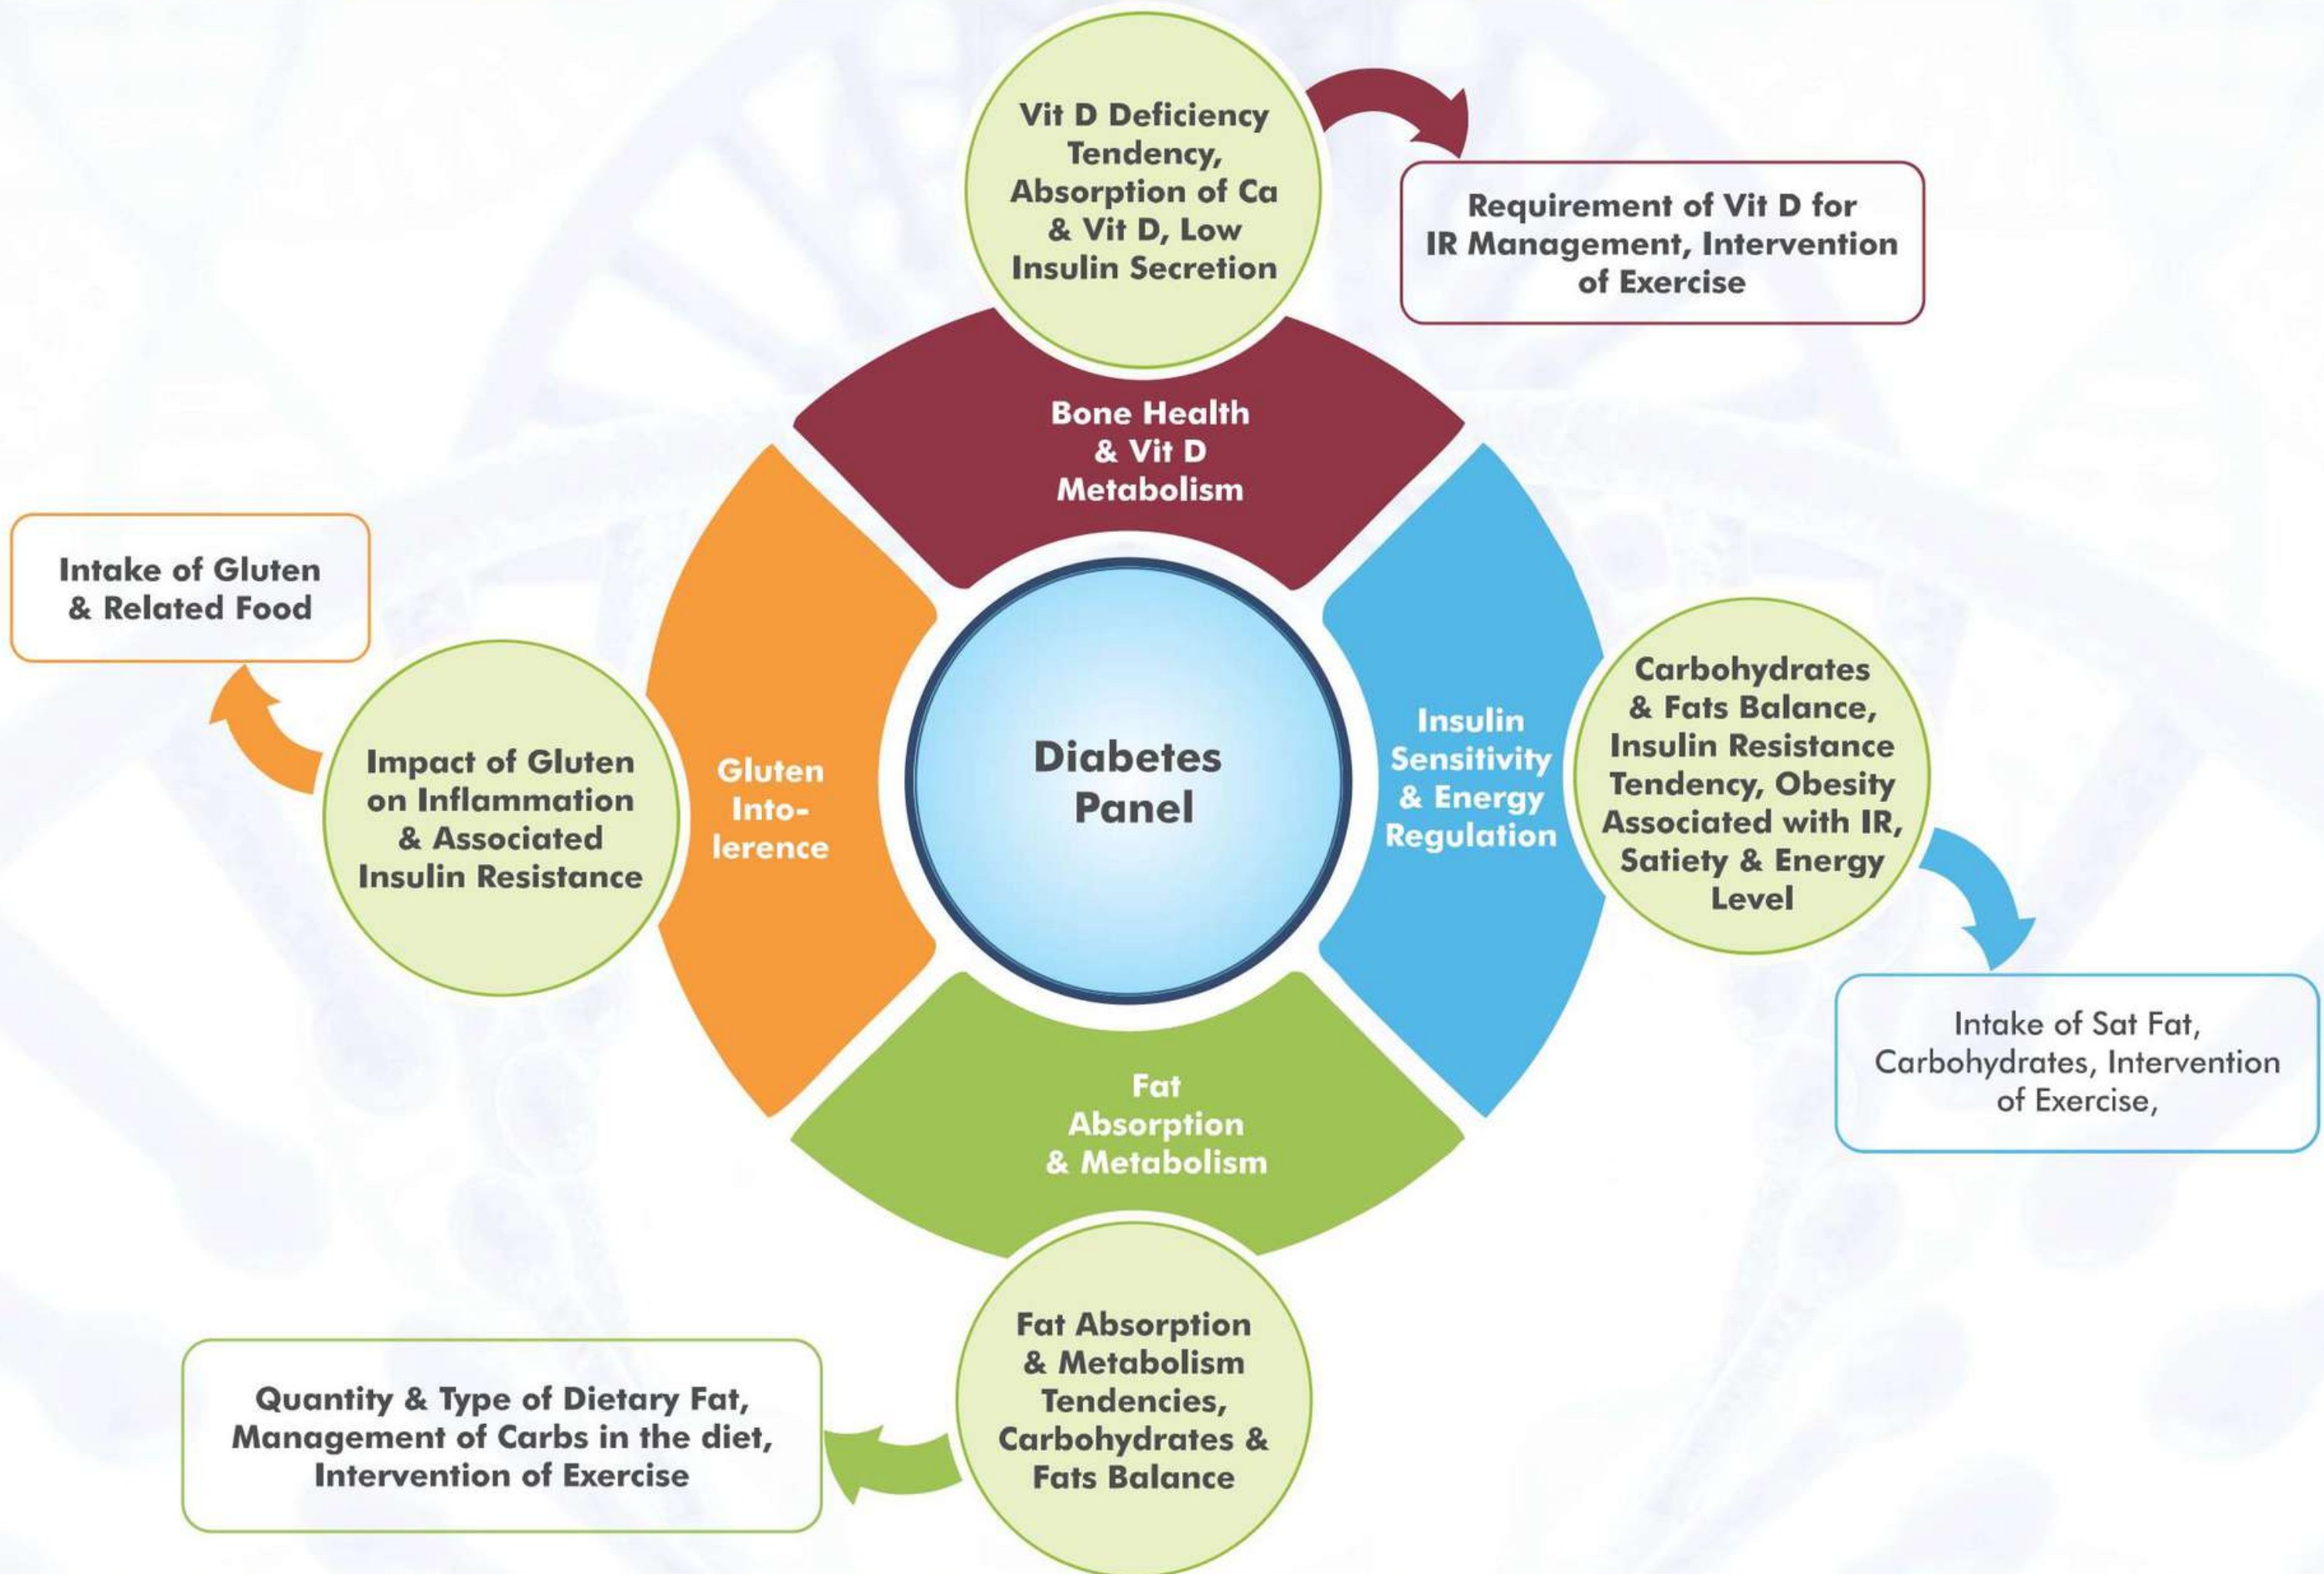 Vit D Deficiency
Tendency,
Absorption of Ca
& Vit D, Low
Insulin Secretion
Requirement of Vit D for
IR Management, Intervention
of Exercise
Bone Health
& Vit D
Metabolism
Intake of Gluten
& Related Food
Impact of Gluten
on Inflammation
& Associated
Insulin Resistance
Gluten
Into-
lerence
Diabetes
Panel
Insulin
Sensitivity
& Energy
Regulation
Carbohydrates
& Fats Balance,
Insulin Resistance
Tendency, Obesity
Associated with IR,
Satiety & Energy
Level
Intake of Sat Fat,
Carbohydrates, Intervention
of Exercise,
Fat
Absorption
& Metabolism
Fat Absorption
& Metabolism
Tendencies,
Carbohydrates &
Fats Balance
Quantity & Type of Dietary Fat,
Management of Carbs in the diet,
Intervention of Exercise